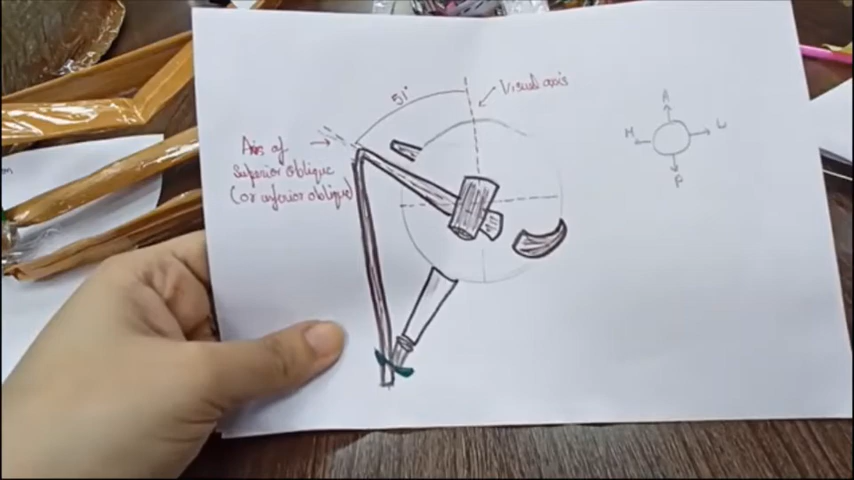 51°
Visual axis
Axis of
Superior oblique
(or inferior oblique)
A
M
L
P